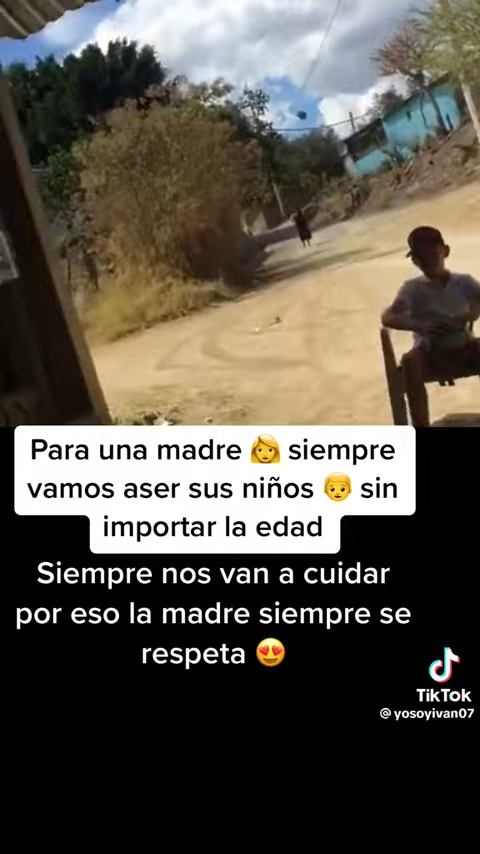 Para una madre 👩 siempre
vamos aser sus niños 👦 sin
importar la edad
Siempre nos van a cuidar
por eso la madre siempre se
respeta 😍
TikTok
@yosoyivan07